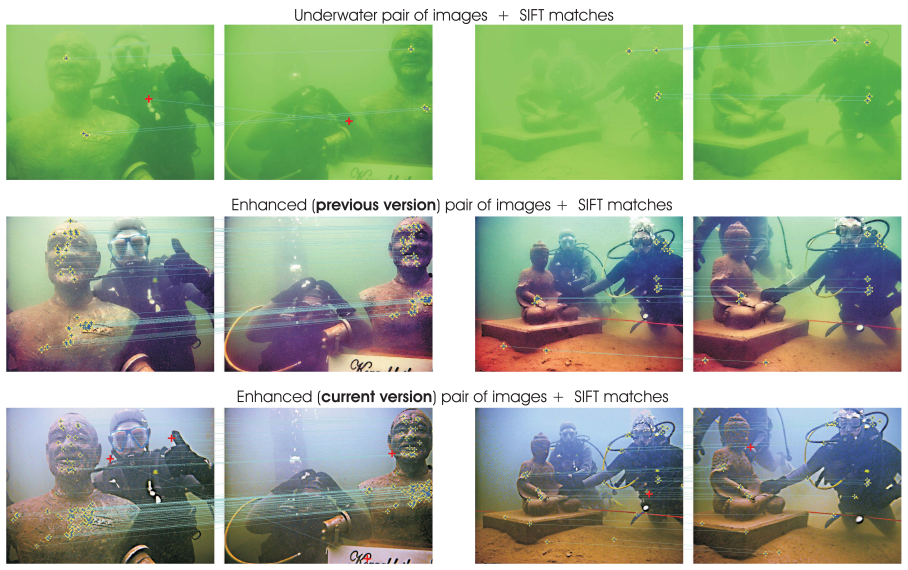 Underwater pair of images + SIFT matches
Enhanced (previous version) pair of images + SIFT matches
Enhanced (current version) pair of images + SIFT matches